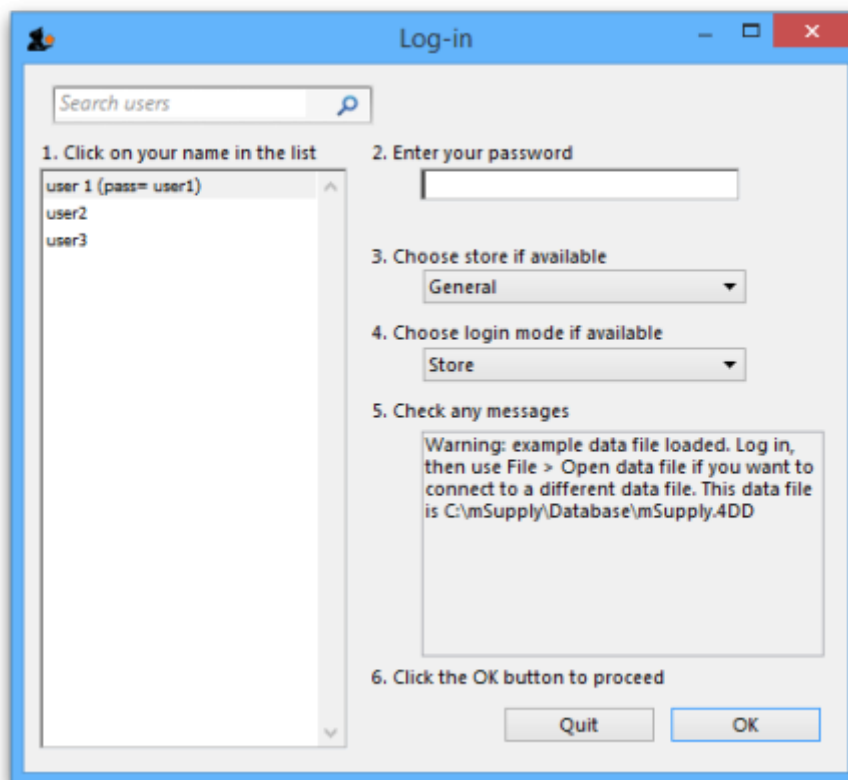 Log-in
Search users
1. Click on your name in the list
user 1 (pass= user1)
user2
user3
2. Enter your password
3. Choose store if available
General
4. Choose login mode if available
Store
5. Check any messages
Warning: example data file loaded. Log in,
then use File > Open data file if you want to
connect to a different data file. This data file
is C:\mSupply\Database\mSupply.4DD
6. Click the OK button to proceed
Quit
OK